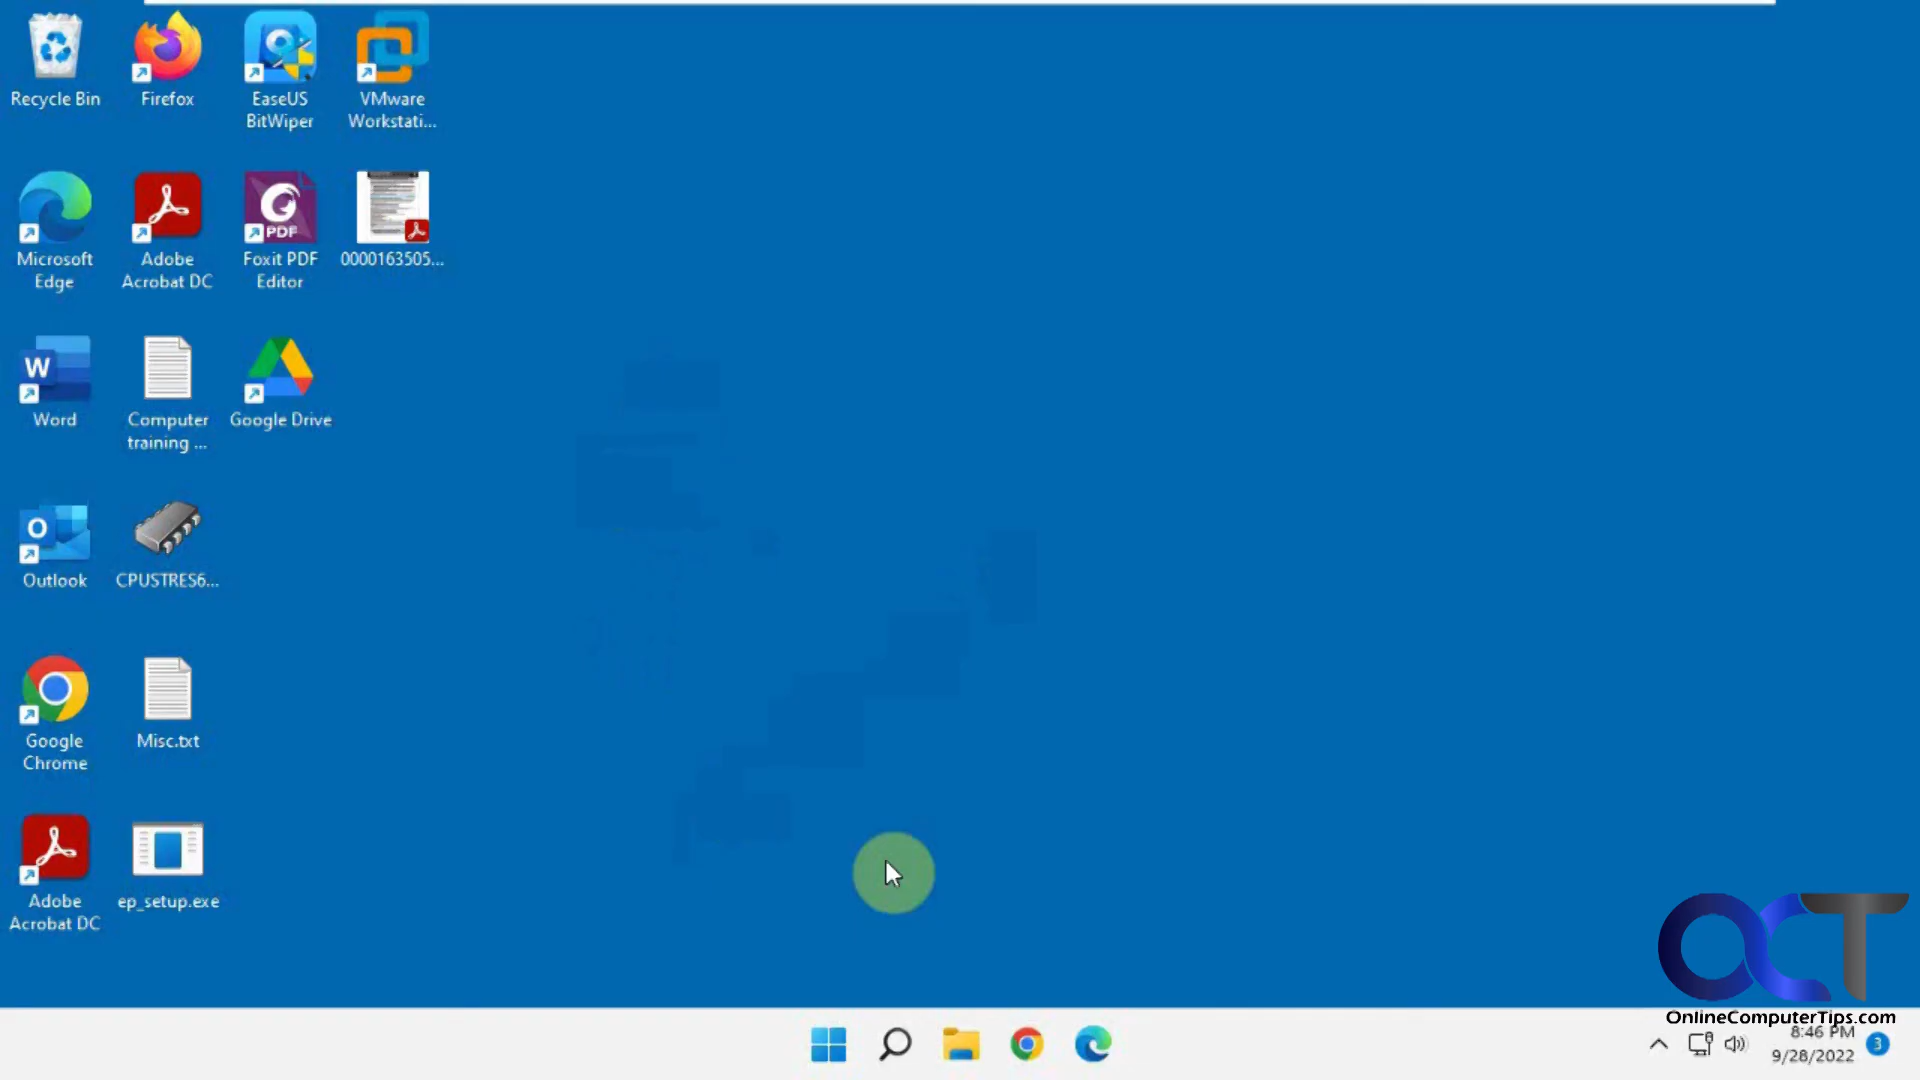 Recycle Bin
Firefox
EaseUS
BitWiper
VMware
Workstati...
Microsoft
Edge
Adobe
Acrobat DC
Foxit PDF
Editor
PDF
0000163505...
W
Word
Computer
training ...
Google Drive
O
Outlook
CPUSTRES6...
Google
Chrome
Misc.txt
Adobe
Acrobat DC
ep_setup.exe
OCT
OnlineComputerTips.com
8:46 PM
9/28/2022
3